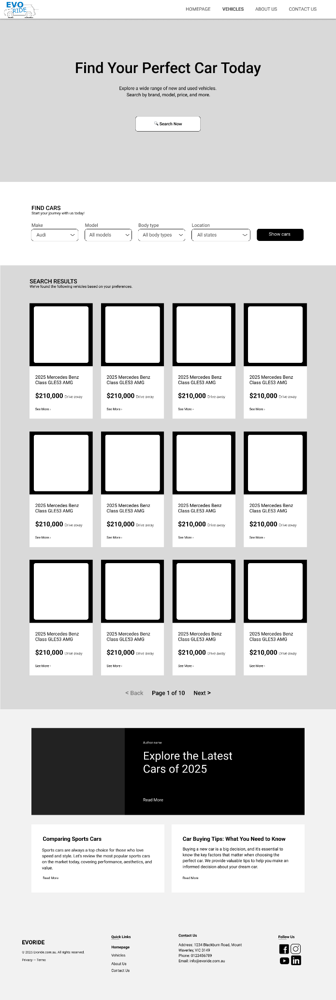 EVO
RIDE
HOMEPAGE VEHICLES ABOUT US CONTACT US
Find Your Perfect Car Today
Explore a wide range of new and used vehicles.
Search by brand, model, price, and more.
Search Now
FIND CARS
Start your journey with us today!
Make Model Body type Location
Audi All models All body types All states Show cars
SEARCH RESULTS
We've found the following vehicles based on your preferences.
2025 Mercedes Benz
Class GLE53 AMG
$210,000 Drive away
See More ›
2025 Mercedes Benz
Class GLE53 AMG
$210,000 Drive away
See More ›
2025 Mercedes Benz
Class GLE53 AMG
$210,000 Drive away
See More ›
2025 Mercedes Benz
Class GLE53 AMG
$210,000 Drive away
See More ›
2025 Mercedes Benz
Class GLE53 AMG
$210,000 Drive away
See More ›
2025 Mercedes Benz
Class GLE53 AMG
$210,000 Drive away
See More ›
2025 Mercedes Benz
Class GLE53 AMG
$210,000 Drive away
See More ›
2025 Mercedes Benz
Class GLE53 AMG
$210,000 Drive away
See More ›
2025 Mercedes Benz
Class GLE53 AMG
$210,000 Drive away
See More ›
2025 Mercedes Benz
Class GLE53 AMG
$210,000 Drive away
See More ›
2025 Mercedes Benz
Class GLE53 AMG
$210,000 Drive away
See More ›
2025 Mercedes Benz
Class GLE53 AMG
$210,000 Drive away
See More ›
< Back Page 1 of 10 Next >
Author name
Explore the Latest
Cars of 2025
Read More
Comparing Sports Cars
Sports cars are always a top choice for those who love
speed and style. Let's review the most popular sports cars
on the market today, covering performance, aesthetics, and
value.
Read More
Car Buying Tips: What You Need to Know
Buying a new car is a big decision, and it's essential to
know the key factors that matter when choosing the
perfect car. We provide valuable tips to help you make an
informed decision about your dream car.
Read More
EVORIDE
© 2025 Evoride.com.au. All rights reserved.
Privacy — Terms
Quick Links
Homepage
Vehicles
About Us
Contact Us
Contact Us
Address: 1234 Blackburn Road, Mount
Waverley, VIC 3149
Phone: 0123456789
Email: info@evoride.com.au
Follow Us